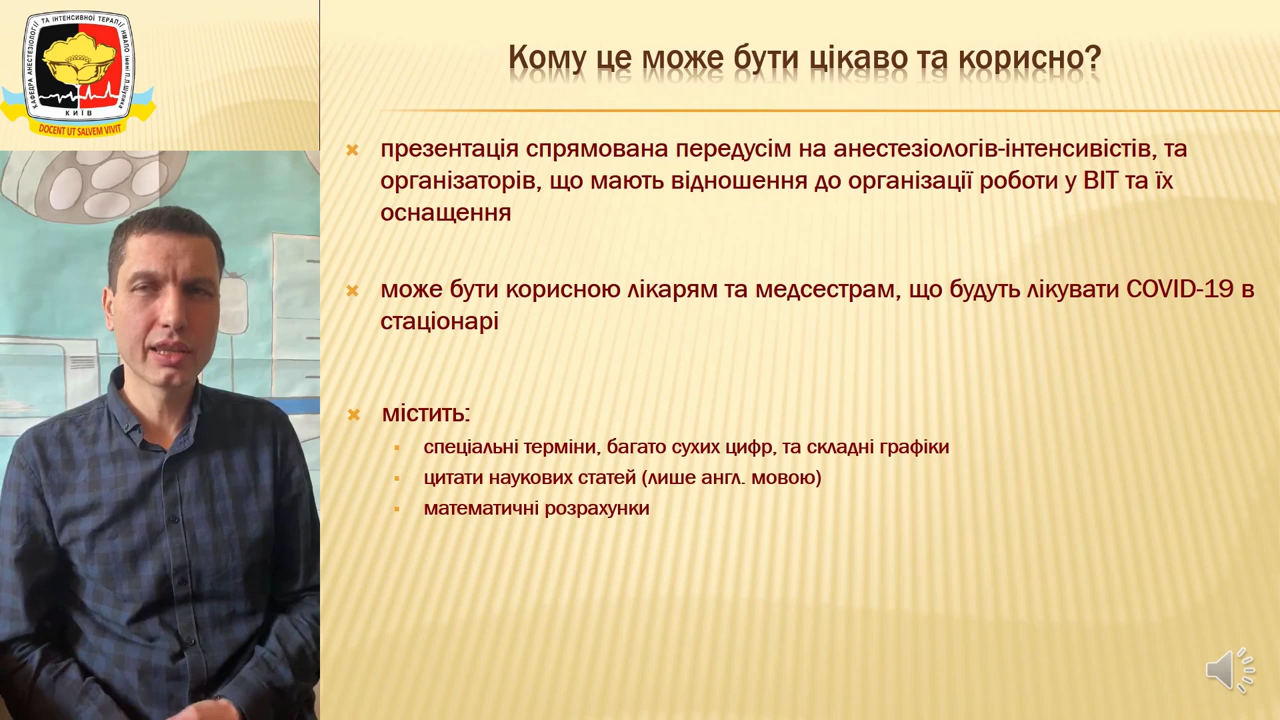 КАФЕДРА АНЕСТЕЗІОЛОГІЇ ТА ІНТЕНСИВНОЇ ТЕРАПІЇ НМАПО імені П.Л. Шупика
КИЇВ
DOCENT UT SALVEM VIVIT
Кому це може бути цікаво та корисно?
презентація спрямована передусім на анестезіологів-інтенсивістів, та
організаторів, що мають відношення до організації роботи у ВІТ та їх
оснащення
може бути корисною лікарям та медсестрам, що будуть лікувати COVID-19 в
стаціонарі
містить:
спеціальні терміни, багато сухих цифр, та складні графіки
цитати наукових статей (лише англ. мовою)
математичні розрахунки